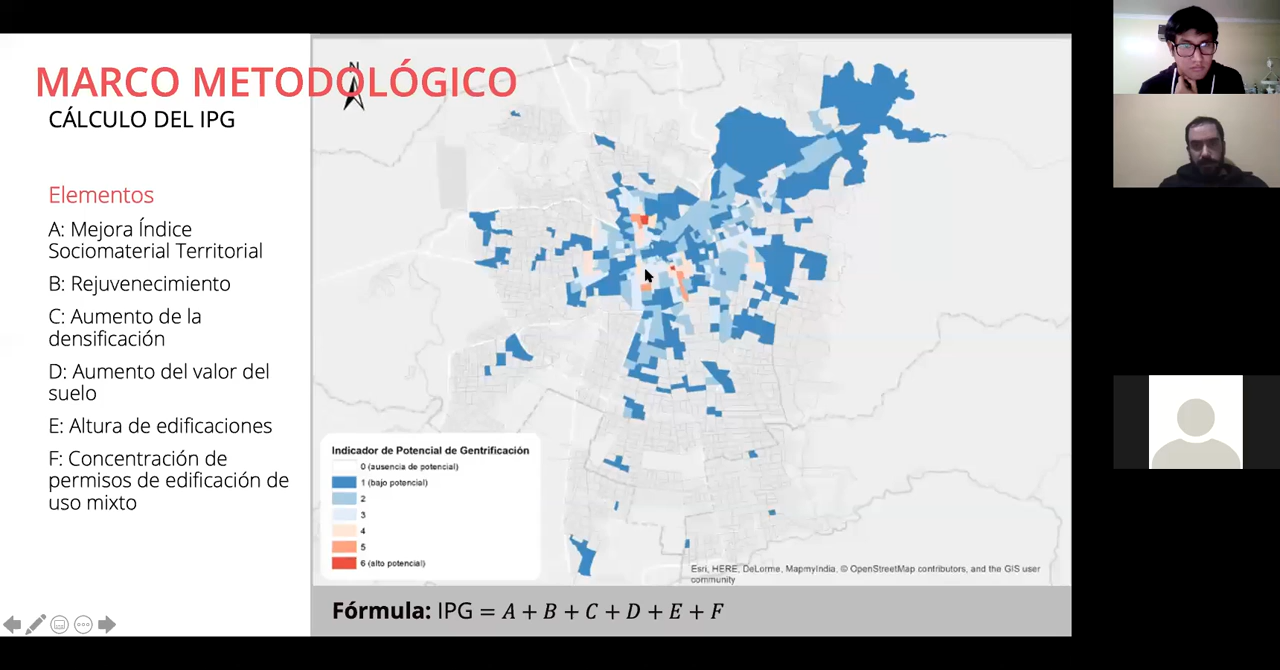 MARCO METODOLÓGICO
CÁLCULO DEL IPG
Elementos
A: Mejora Índice
Sociomaterial Territorial
B: Rejuvenecimiento
C: Aumento de la
densificación
D: Aumento del valor del
suelo
E: Altura de edificaciones
F: Concentración de
permisos de edificación de
uso mixto
N
Indicador de Potencial de Gentrificación
0 (ausencia de potencial)
1 (bajo potencial)
2
3
4
5
6 (alto potencial)
Esri, HERE, DeLorme, MapmyIndia, © OpenStreetMap contributors, and the GIS user
community
Fórmula: IPG = A + B + C + D + E + F